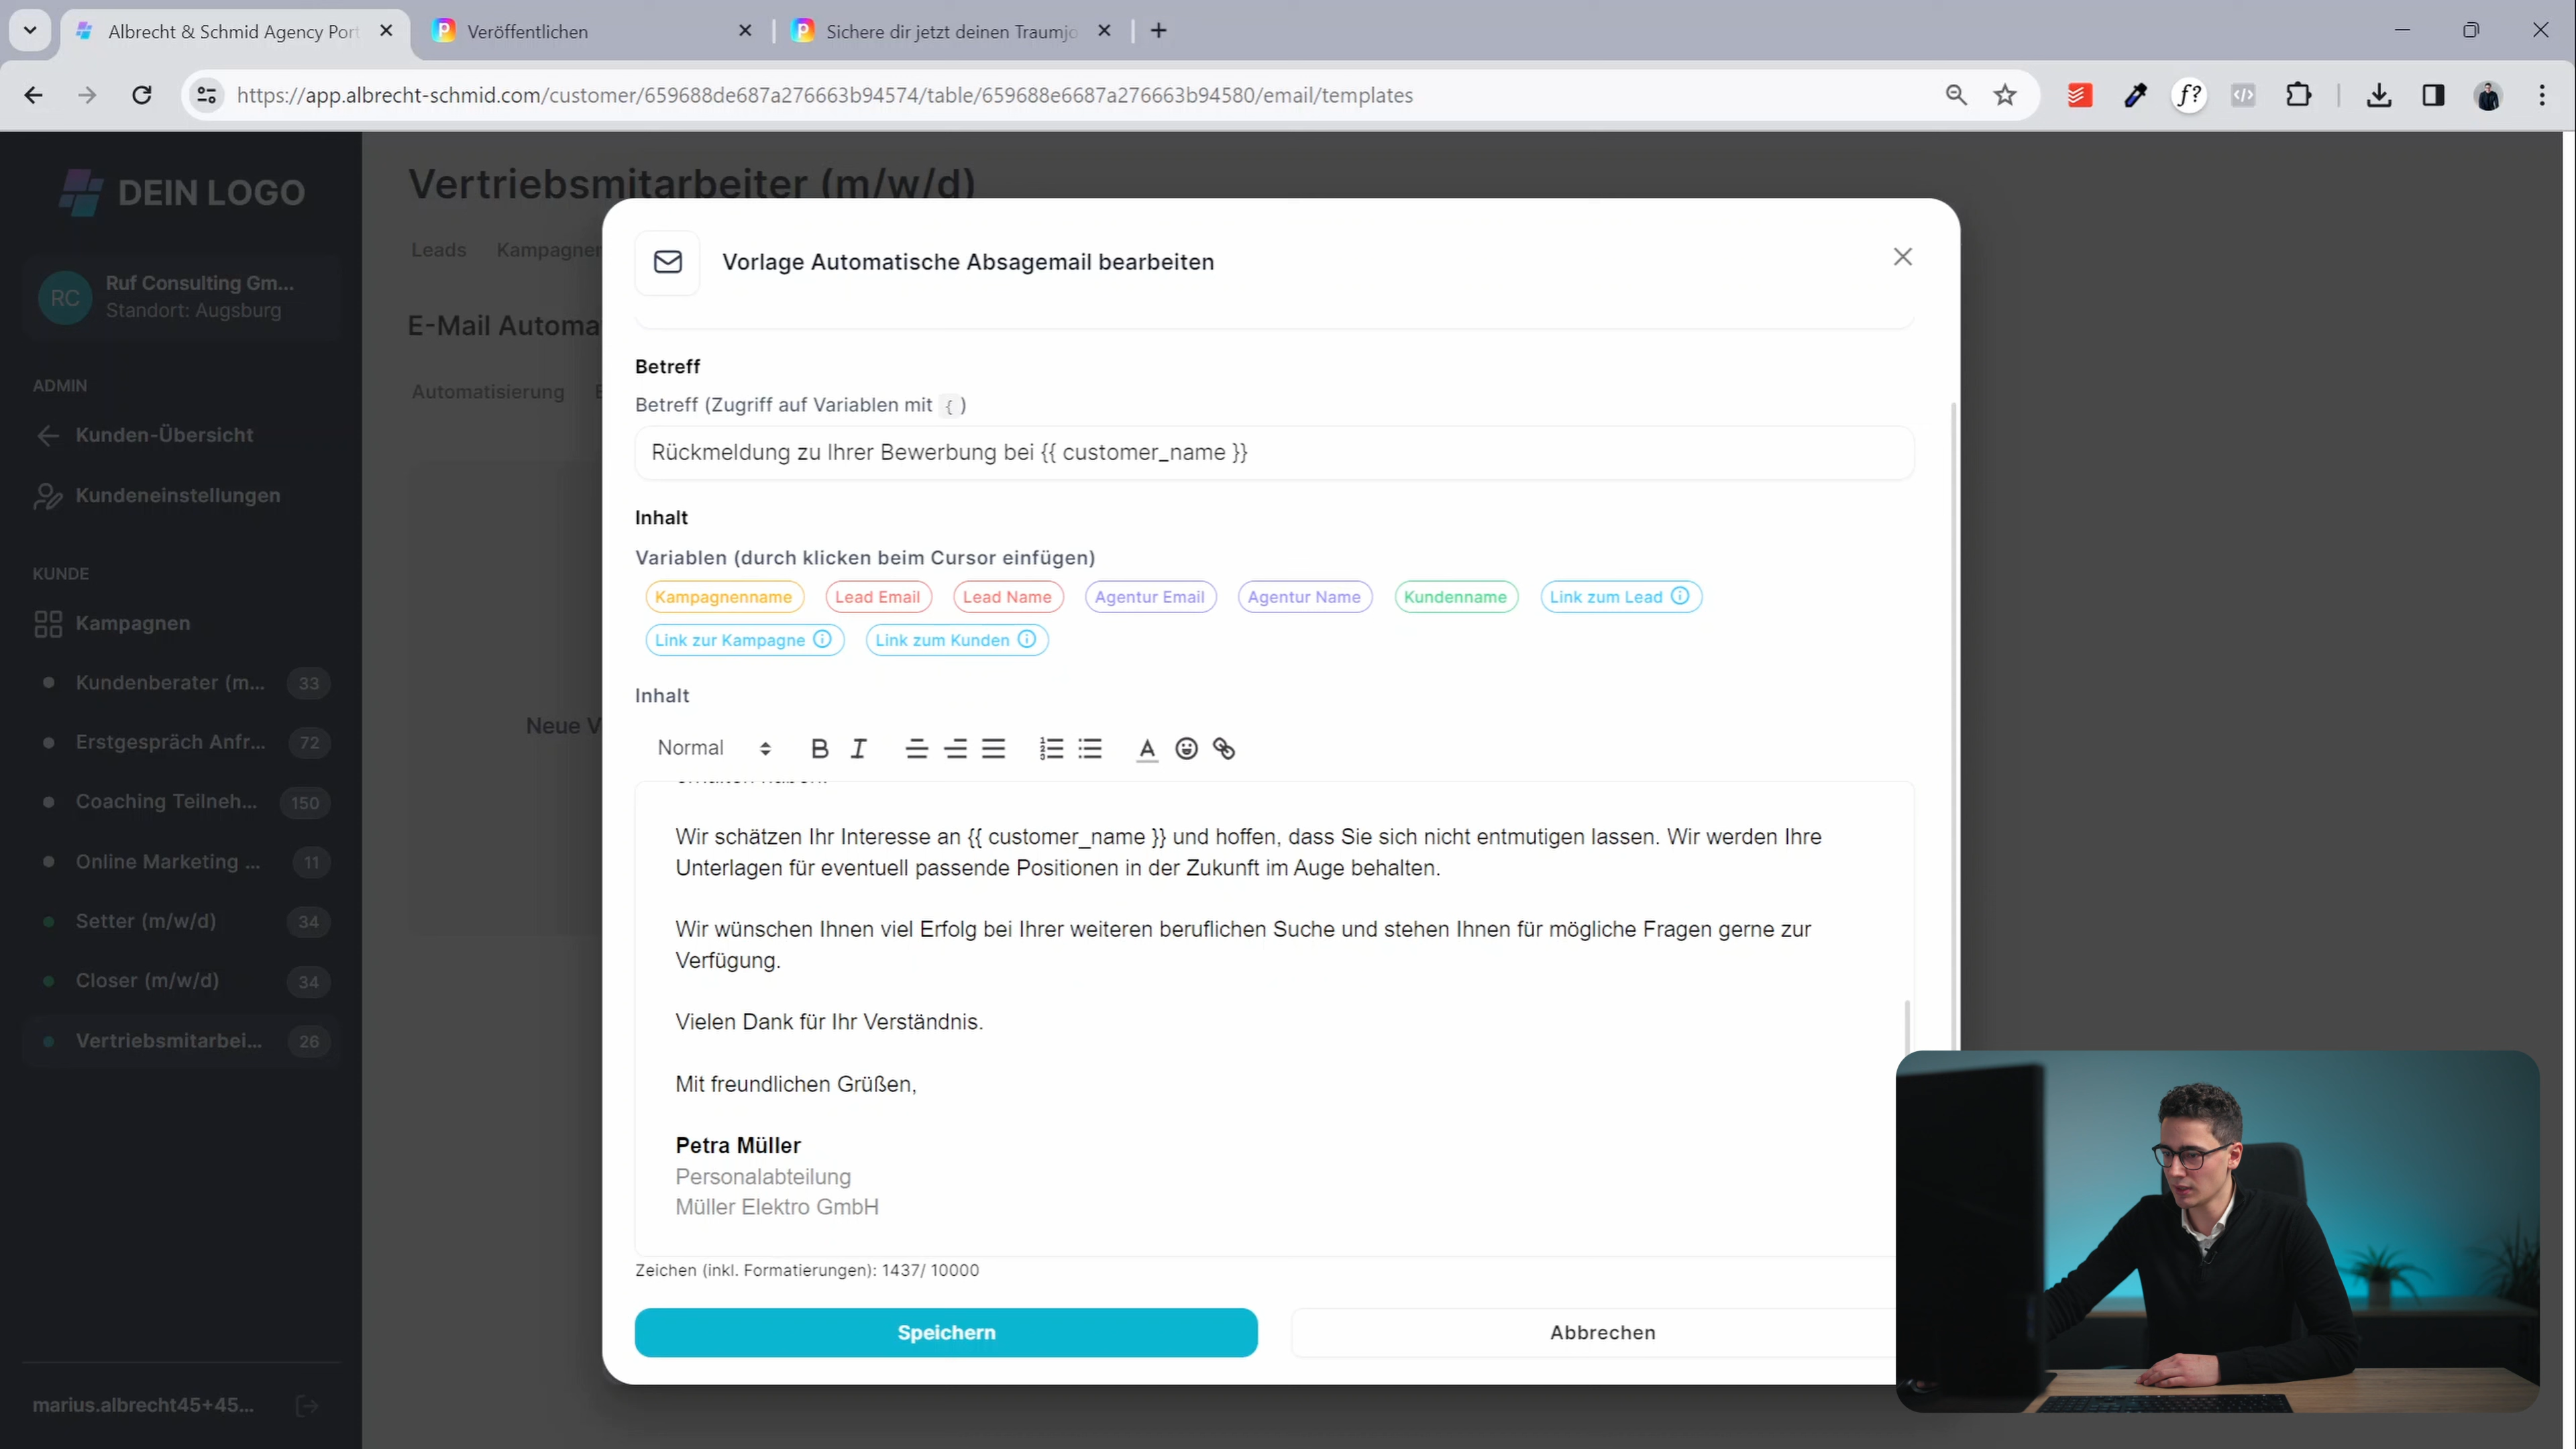 Albrecht & Schmid Agency Port
Veröffentlichen
Sichere dir jetzt deinen Traumjo
https://app.albrecht-schmid.com/customer/659688de687a276663b94574/table/659688e6687a276663b94580/email/templates
f?
DEIN LOGO
RC
Ruf Consulting Gm...
Standort: Augsburg
ADMIN
Kunden-Übersicht
Kundeneinstellungen
KUNDE
Kampagnen
Kundenberater (m... 33
Erstgespräch Anfr... 72
Coaching Teilneh... 150
Online Marketing ... 11
Setter (m/w/d) 34
Closer (m/w/d) 34
Vertriebsmitarbei... 26
marius.albrecht45+45...
Vertriebsmitarbeiter (m/w/d)
Leads Kampagnen
E-Mail Automa
Automatisierung
Neue V
Vorlage Automatische Absagemail bearbeiten
Betreff
Betreff (Zugriff auf Variablen mit { )
Rückmeldung zu Ihrer Bewerbung bei {{ customer_name }}
Inhalt
Variablen (durch klicken beim Cursor einfügen)
Kampagnenname Lead Email Lead Name Agentur Email Agentur Name Kundenname Link zum Lead
Link zur Kampagne Link zum Kunden
Inhalt
Normal
Wir schätzen Ihr Interesse an {{ customer_name }} und hoffen, dass Sie sich nicht entmutigen lassen. Wir werden Ihre
Unterlagen für eventuell passende Positionen in der Zukunft im Auge behalten.
Wir wünschen Ihnen viel Erfolg bei Ihrer weiteren beruflichen Suche und stehen Ihnen für mögliche Fragen gerne zur
Verfügung.
Vielen Dank für Ihr Verständnis.
Mit freundlichen Grüßen,
Petra Müller
Personalabteilung
Müller Elektro GmbH
Zeichen (inkl. Formatierungen): 1437/ 10000
Speichern
Abbrechen